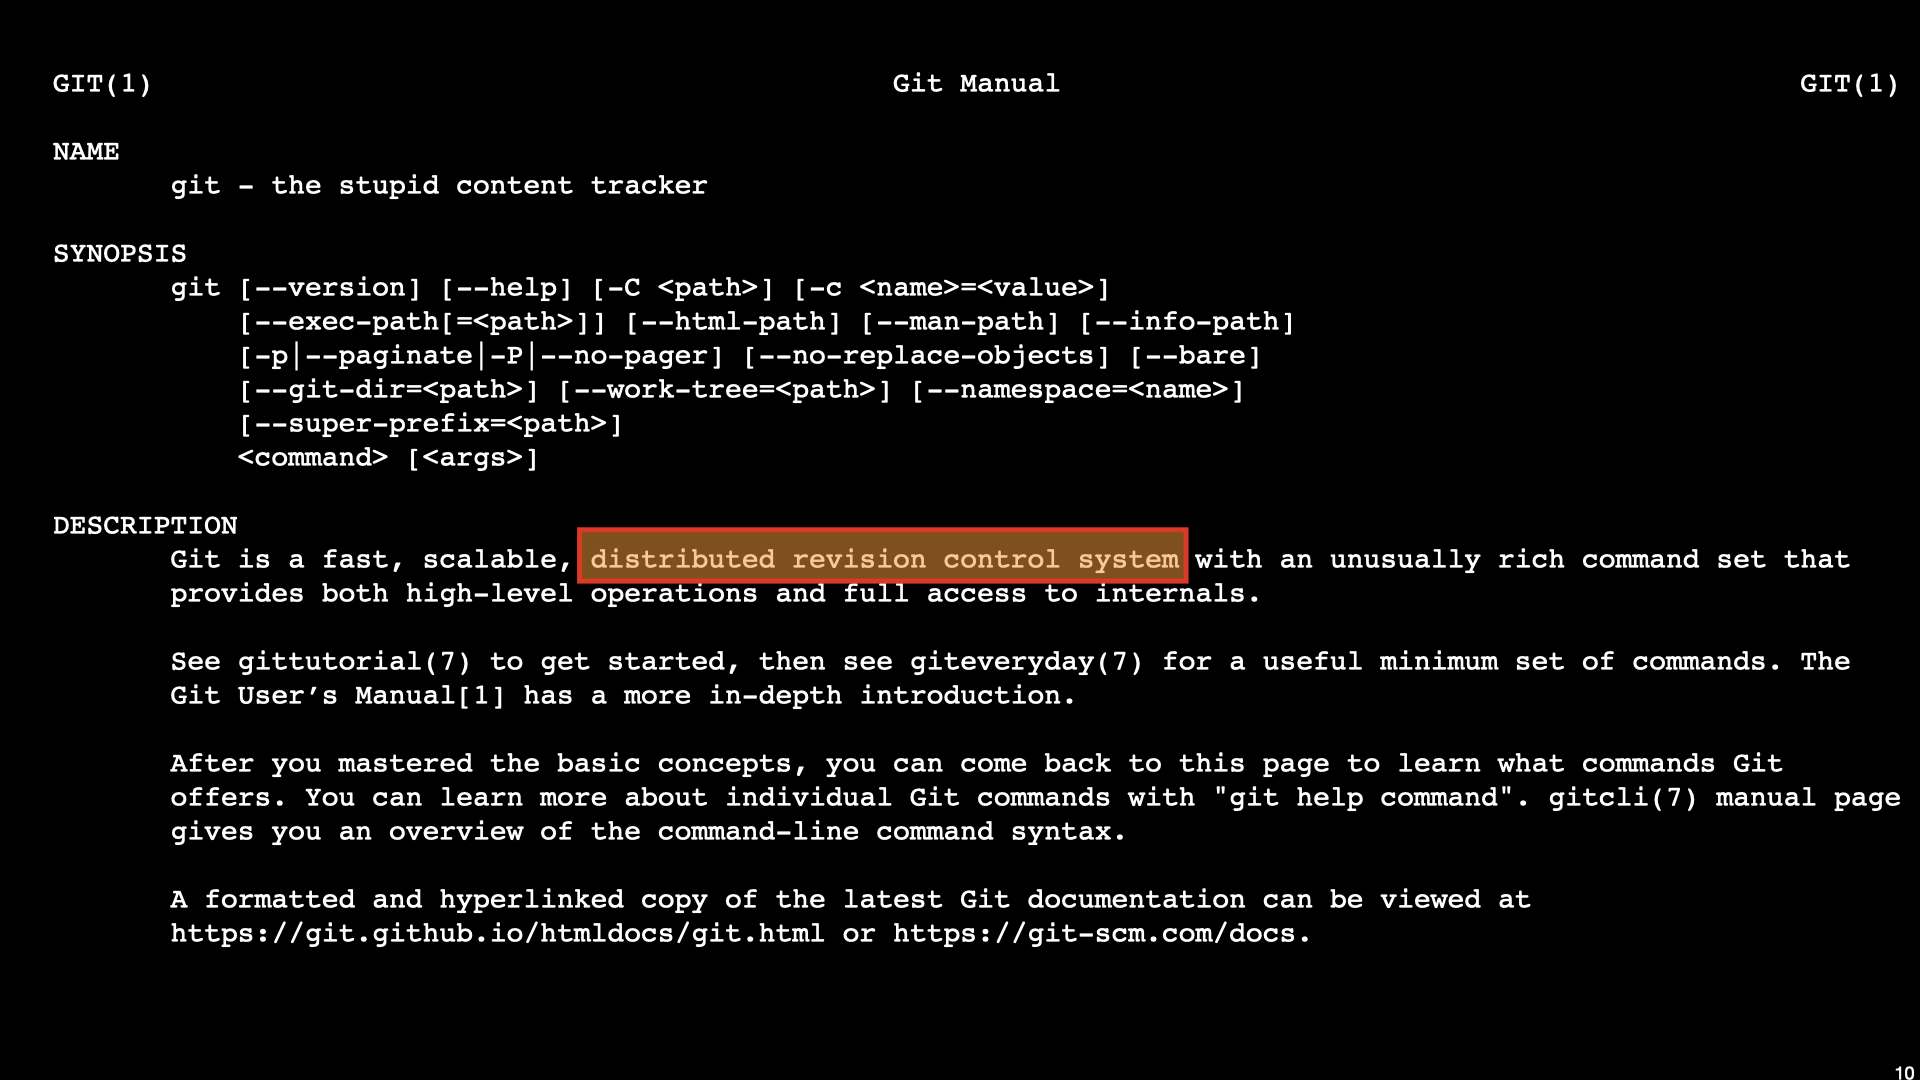 GIT(1) Git Manual GIT(1)
NAME
git - the stupid content tracker
SYNOPSIS
git [--version] [--help] [-C <path>] [-c <name>=<value>]
[--exec-path[=<path>]] [--html-path] [--man-path] [--info-path]
[-p|--paginate|-P|--no-pager] [--no-replace-objects] [--bare]
[--git-dir=<path>] [--work-tree=<path>] [--namespace=<name>]
[--super-prefix=<path>]
<command> [<args>]
DESCRIPTION
Git is a fast, scalable, distributed revision control system with an unusually rich command set that
provides both high-level operations and full access to internals.
See gittutorial(7) to get started, then see giteveryday(7) for a useful minimum set of commands. The
Git User’s Manual[1] has a more in-depth introduction.
After you mastered the basic concepts, you can come back to this page to learn what commands Git
offers. You can learn more about individual Git commands with "git help command". gitcli(7) manual page
gives you an overview of the command-line command syntax.
A formatted and hyperlinked copy of the latest Git documentation can be viewed at
https://git.github.io/htmldocs/git.html or https://git-scm.com/docs.
10